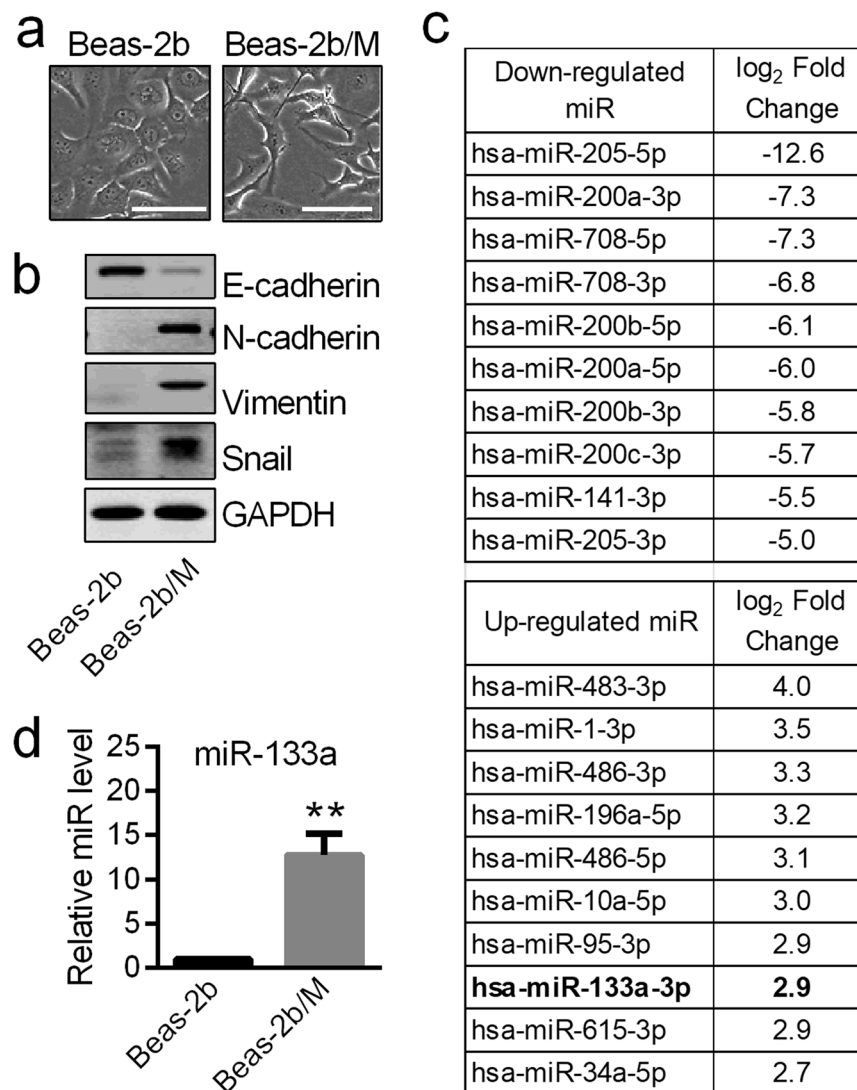 a
Beas-2b
Beas-2b/M
b
E-cadherin
N-cadherin
Vimentin
Snail
GAPDH
Beas-2b
Beas-2b/M
c
Down-regulated miR log2 Fold Change
hsa-miR-205-5p -12.6
hsa-miR-200a-3p -7.3
hsa-miR-708-5p -7.3
hsa-miR-708-3p -6.8
hsa-miR-200b-5p -6.1
hsa-miR-200a-5p -6.0
hsa-miR-200b-3p -5.8
hsa-miR-200c-3p -5.7
hsa-miR-141-3p -5.5
hsa-miR-205-3p -5.0
Up-regulated miR log2 Fold Change
hsa-miR-483-3p 4.0
hsa-miR-1-3p 3.5
hsa-miR-486-3p 3.3
hsa-miR-196a-5p 3.2
hsa-miR-486-5p 3.1
hsa-miR-10a-5p 3.0
hsa-miR-95-3p 2.9
hsa-miR-133a-3p 2.9
hsa-miR-615-3p 2.9
hsa-miR-34a-5p 2.7
d
miR-133a
Relative miR level
25
20
15
10
5
0
**
Beas-2b
Beas-2b/M